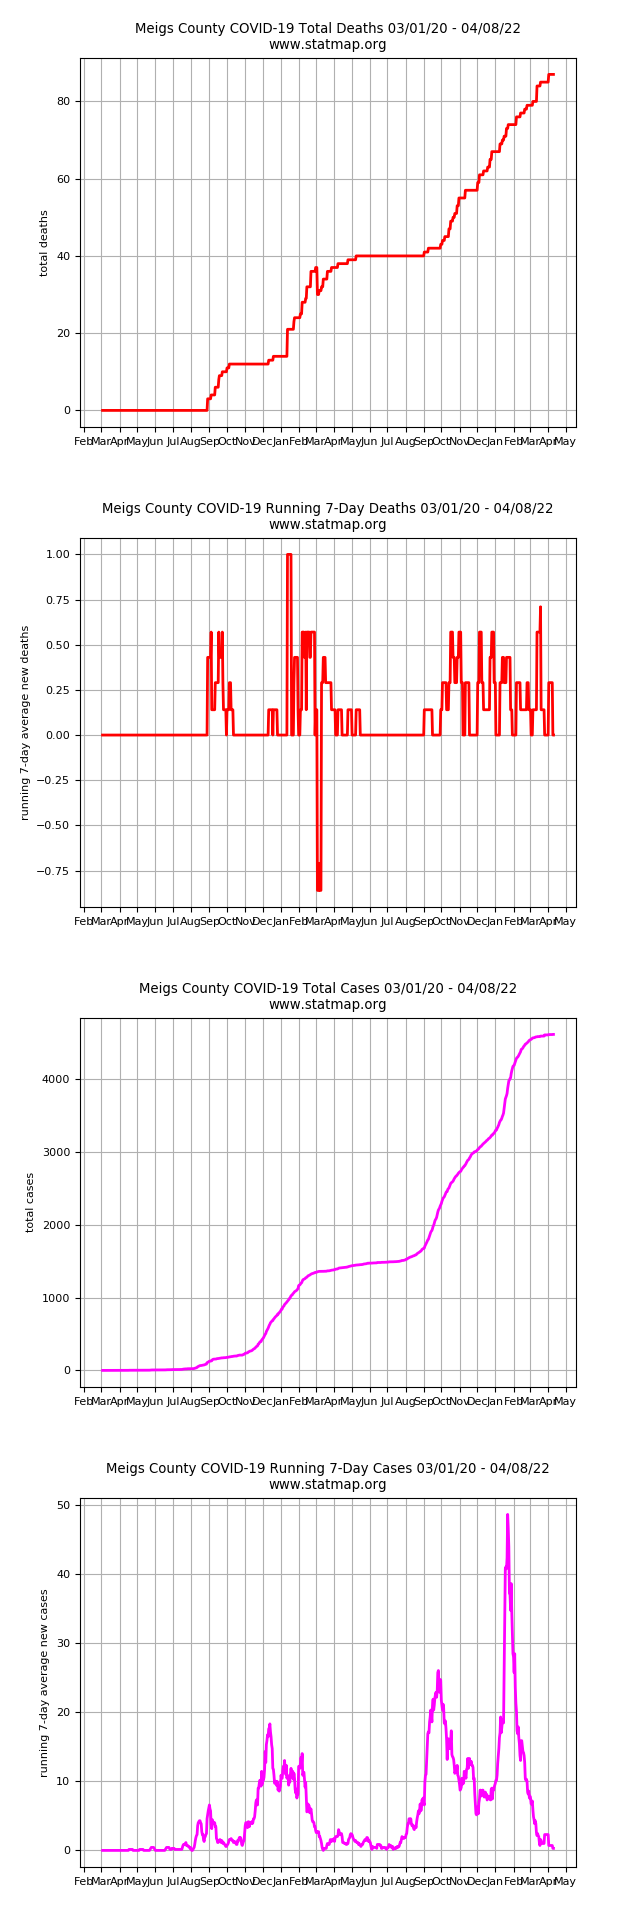 Meigs County COVID-19 Total Deaths 03/01/20 - 04/08/22
www.statmap.org
80
60
40
20
0
total deaths
Feb Mar Apr May Jun Jul Aug Sep Oct Nov Dec Jan Feb Mar Apr May Jun Jul Aug Sep Oct Nov Dec Jan Feb Mar Apr May
Meigs County COVID-19 Running 7-Day Deaths 03/01/20 - 04/08/22
www.statmap.org
1.00
0.75
0.50
0.25
0.00
−0.25
−0.50
−0.75
running 7-day average new deaths
Feb Mar Apr May Jun Jul Aug Sep Oct Nov Dec Jan Feb Mar Apr May Jun Jul Aug Sep Oct Nov Dec Jan Feb Mar Apr May
Meigs County COVID-19 Total Cases 03/01/20 - 04/08/22
www.statmap.org
4000
3000
2000
1000
0
total cases
Feb Mar Apr May Jun Jul Aug Sep Oct Nov Dec Jan Feb Mar Apr May Jun Jul Aug Sep Oct Nov Dec Jan Feb Mar Apr May
Meigs County COVID-19 Running 7-Day Cases 03/01/20 - 04/08/22
www.statmap.org
50
40
30
20
10
0
running 7-day average new cases
Feb Mar Apr May Jun Jul Aug Sep Oct Nov Dec Jan Feb Mar Apr May Jun Jul Aug Sep Oct Nov Dec Jan Feb Mar Apr May